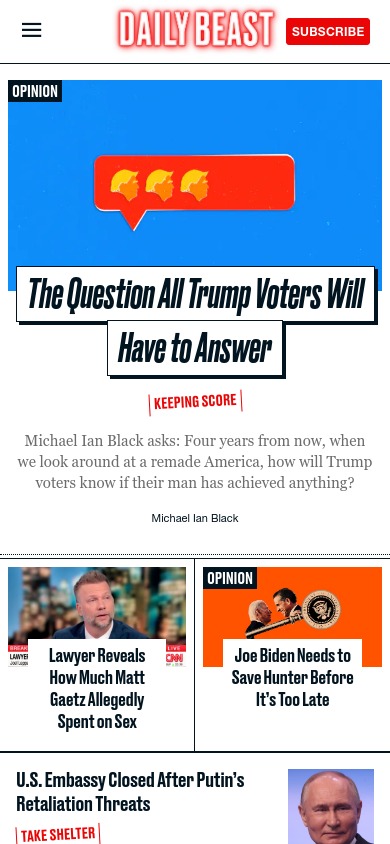 DAILY BEAST
SUBSCRIBE
OPINION
The Question All Trump Voters Will
Have to Answer
KEEPING SCORE
Michael Ian Black asks: Four years from now, when
we look around at a remade America, how will Trump
voters know if their man has achieved anything?
Michael Ian Black
LIVE
CNN
Lawyer Reveals
How Much Matt
Gaetz Allegedly
Spent on Sex
OPINION
Joe Biden Needs to
Save Hunter Before
It’s Too Late
U.S. Embassy Closed After Putin’s
Retaliation Threats
TAKE SHELTER